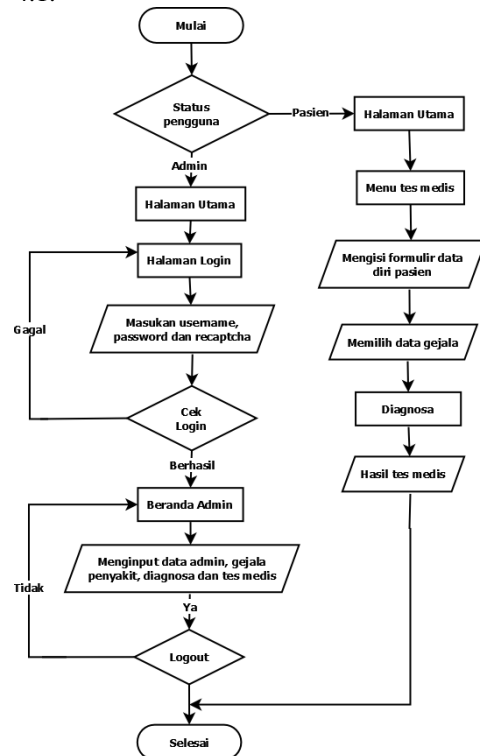 Mulai
Status
pengguna
Pasien
Halaman Utama
Admin
Menu tes medis
Halaman Utama
Halaman Login
Mengisi formulir data
diri pasien
Gagal
Masukan username,
password dan recaptcha
Memilih data gejala
Cek
Login
Diagnosa
Berhasil
Hasil tes medis
Beranda Admin
Menginput data admin, gejala
penyakit, diagnosa dan tes medis
Tidak
Ya
Logout
Selesai